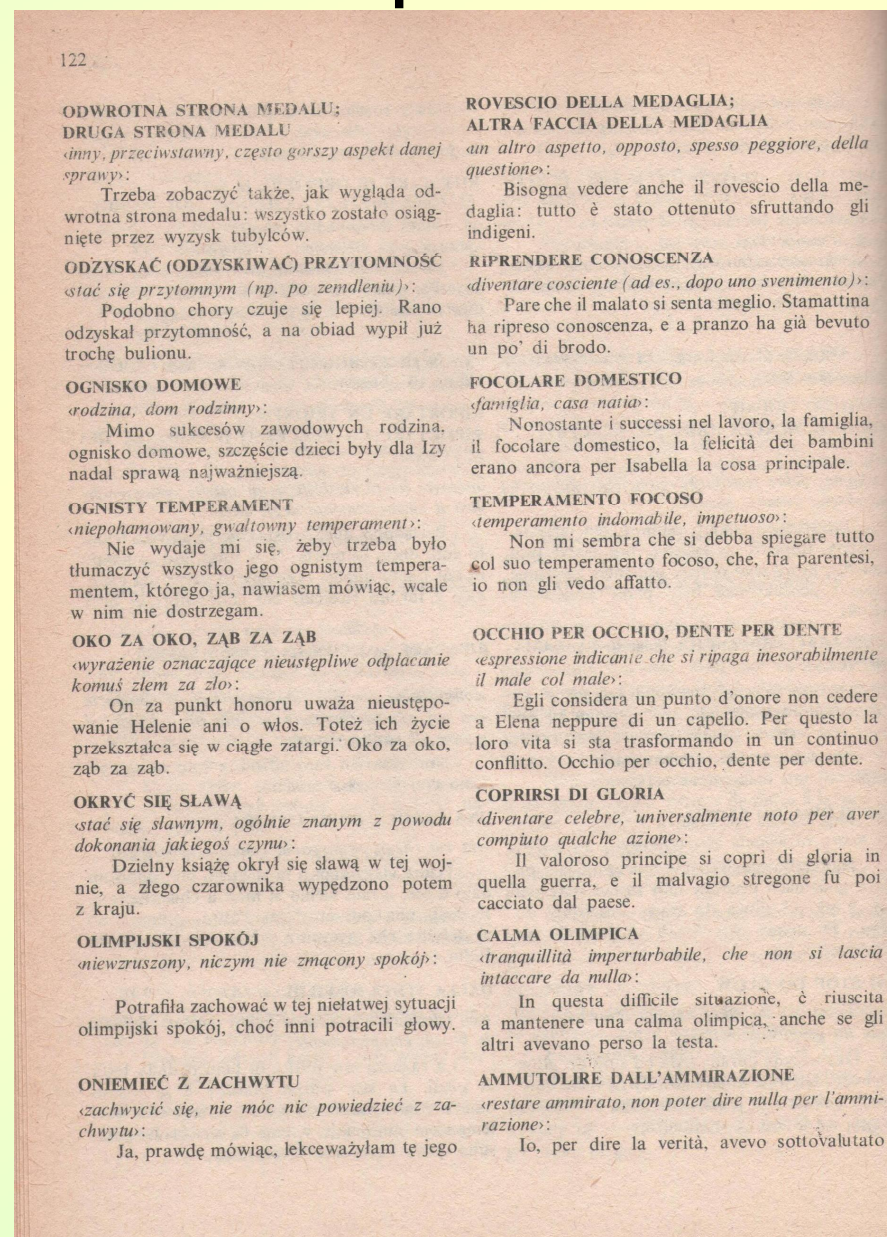 122
ODWROTNA STRONA MEDALU;
DRUGA STRONA MEDALU
‹inny, przeciwstawny, często gorszy aspekt danej
sprawy›:
Trzeba zobaczyć także, jak wygląda od-
wrotna strona medalu: wszystko zostało osiąg-
nięte przez wyzysk tubylców.
ODZYSKAĆ (ODZYSKIWAĆ) PRZYTOMNOŚĆ
‹stać się przytomnym (np. po zemdleniu)›:
Podobno chory czuje się lepiej. Rano
odzyskał przytomność, a na obiad wypił już
trochę bulionu.
OGNISKO DOMOWE
‹rodzina, dom rodzinny›:
Mimo sukcesów zawodowych rodzina,
ognisko domowe, szczęście dzieci były dla Izy
nadal sprawą najważniejszą.
OGNISTY TEMPERAMENT
‹niepohamowany, gwałtowny temperament›:
Nie wydaje mi się, żeby trzeba było
tłumaczyć wszystko jego ognistym tempera-
mentem, którego ja, nawiasem mówiąc, wcale
w nim nie dostrzegam.
OKO ZA OKO, ZĄB ZA ZĄB
‹wyrażenie oznaczające nieustępliwe odpłacanie
komuś złem za zło›:
On za punkt honoru uważa nieustępo-
wanie Helenie ani o włos. Toteż ich życie
przekształca się w ciągłe zatargi. Oko za oko,
ząb za ząb.
OKRYĆ SIĘ SŁAWĄ
‹stać się sławnym, ogólnie znanym z powodu
dokonania jakiegoś czynu›:
Dzielny książę okrył się sławą w tej woj-
nie, a złego czarownika wypędzono potem
z kraju.
OLIMPIJSKI SPOKÓJ
‹niewzruszony, niczym nie zmącony spokój›:
Potrafiła zachować w tej niełatwej sytuacji
olimpijski spokój, choć inni potracili głowy.
ONIEMIEĆ Z ZACHWYTU
‹zachwycić się, nie móc nic powiedzieć z za-
chwytu›:
Ja, prawdę mówiąc, lekceważyłam tę jego
ROVESCIO DELLA MEDAGLIA;
ALTRA FACCIA DELLA MEDAGLIA
‹un altro aspetto, opposto, spesso peggiore, della
questione›:
Bisogna vedere anche il rovescio della me-
daglia: tutto è stato ottenuto sfruttando gli
indigeni.
RIPRENDERE CONOSCENZA
‹diventare cosciente (ad es., dopo uno svenimento)›:
Pare che il malato si senta meglio. Stamattina
ha ripreso conoscenza, e a pranzo ha già bevuto
un po' di brodo.
FOCOLARE DOMESTICO
‹famiglia, casa natia›:
Nonostante i successi nel lavoro, la famiglia,
il focolare domestico, la felicità dei bambini
erano ancora per Isabella la cosa principale.
TEMPERAMENTO FOCOSO
‹temperamento indomabile, impetuoso›:
Non mi sembra che si debba spiegare tutto
col suo temperamento focoso, che, fra parentesi,
io non gli vedo affatto.
OCCHIO PER OCCHIO, DENTE PER DENTE
‹espressione indicante che si ripaga inesorabilmente
il male col male›:
Egli considera un punto d'onore non cedere
a Elena neppure di un capello. Per questo la
loro vita si sta trasformando in un continuo
conflitto. Occhio per occhio, dente per dente.
COPRIRSI DI GLORIA
‹diventare celebre, universalmente noto per aver
compiuto qualche azione›:
Il valoroso principe si coprì di gloria in
quella guerra, e il malvagio stregone fu poi
cacciato dal paese.
CALMA OLIMPICA
‹tranquillità imperturbabile, che non si lascia
intaccare da nulla›:
In questa difficile situazione, è riuscita
a mantenere una calma olimpica, anche se gli
altri avevano perso la testa.
AMMUTOLIRE DALL'AMMIRAZIONE
‹restare ammirato, non poter dire nulla per l'ammi-
razione›:
Io, per dire la verità, avevo sottovalutato